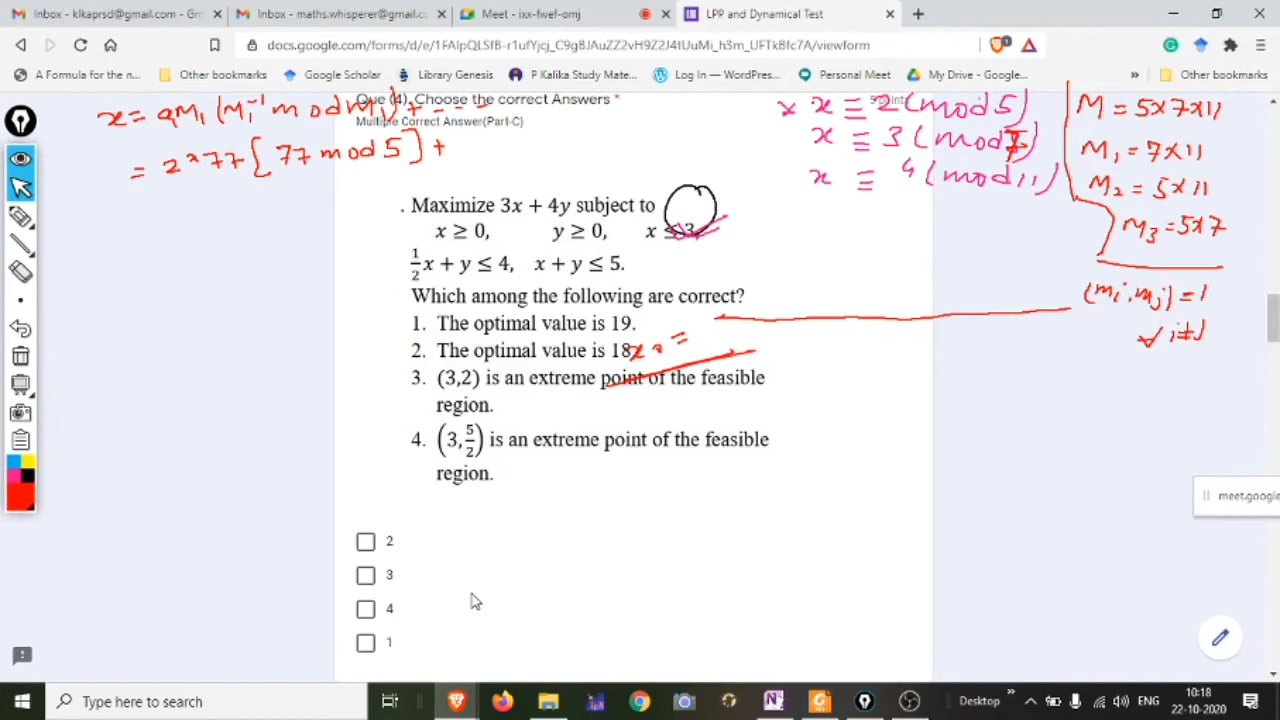 Inbox - klkaprsd@gmail.com - Gm
Inbox - maths.whisperer@gmail.co
Meet - ixx-fwef-omj
LPP and Dynamical Test
docs.google.com/forms/d/e/1FAIpQLSfB-r1ufYjcj_C9gBJAuZZ2vH9Z2J4tUuMi_h3m_UFTkBfc7A/viewform
A Formula for the n...
Other bookmarks
Google Scholar
Library Genesis
P Kalika Study Mate...
Log In — WordPress...
Personal Meet
My Drive - Google...
»
Other bookmarks
Que (4). Choose the correct Answers *
5 points
Multiple Correct Answer(Part-C)
x = a M₁ (M₁⁻¹ mod m₁) + - - -
= 2 × 77 [77 mod 5] +
x x ≡ 2 (mod 5)
x ≡ 3 (mod 7)
x ≡ 4 (mod 11)
M = 5×7×11
M₁ = 7×11
M₂ = 5×11
M₃ = 5×7
(mi, mj) = 1
✓ i≠j
. Maximize 3x + 4y subject to
x ≥ 0, y ≥ 0, x ≤ 3,
½x + y ≤ 4, x + y ≤ 5.
Which among the following are correct?
1. The optimal value is 19.
2. The optimal value is 18
x₀ =
3. (3,2) is an extreme point of the feasible
region.
4. (3, 5/2) is an extreme point of the feasible
region.
2
3
4
1
meet.google
Type here to search
Desktop
»
ENG
10:18
22-10-2020